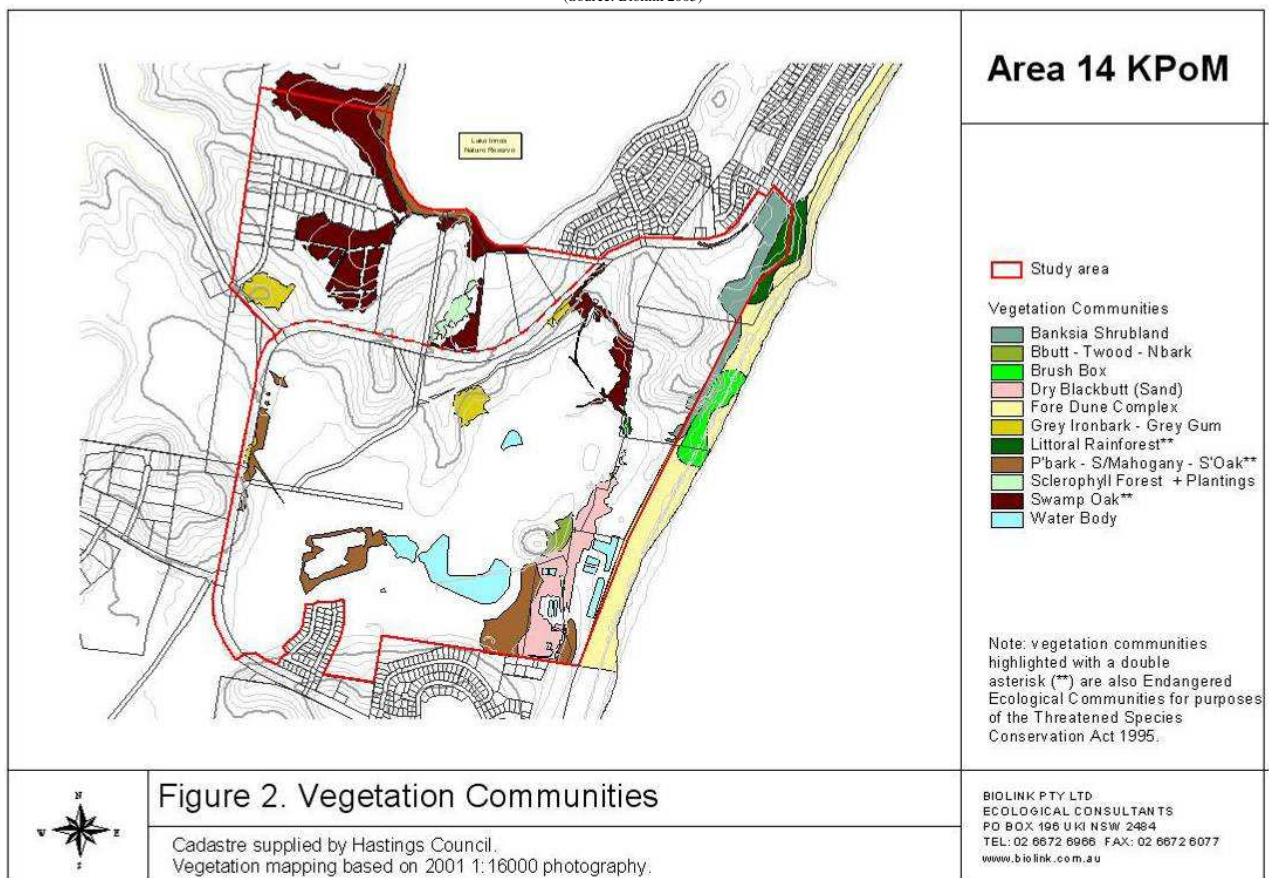 Area 14 KPoM
Lake Innes
Nature Reserve
Study area
Vegetation Communities
Banksia Shrubland
Bbutt - Twood - Nbark
Brush Box
Dry Blackbutt (Sand)
Fore Dune Complex
Grey Ironbark - Grey Gum
Littoral Rainforest**
P'bark - S/Mahogany - S'Oak**
Sclerophyll Forest + Plantings
Swamp Oak**
Water Body
Note: vegetation communities
highlighted with a double
asterisk (**) are also Endangered
Ecological Communities for purposes
of the Threatened Species
Conservation Act 1995.
N
W E
S
Figure 2. Vegetation Communities
Cadastre supplied by Hastings Council.
Vegetation mapping based on 2001 1:16000 photography.
BIOLINK PTY LTD
ECOLOGICAL CONSULTANTS
PO BOX 196 UKI NSW 2484
TEL: 02 6672 6966 FAX: 02 6672 6077
www.biolink.com.au